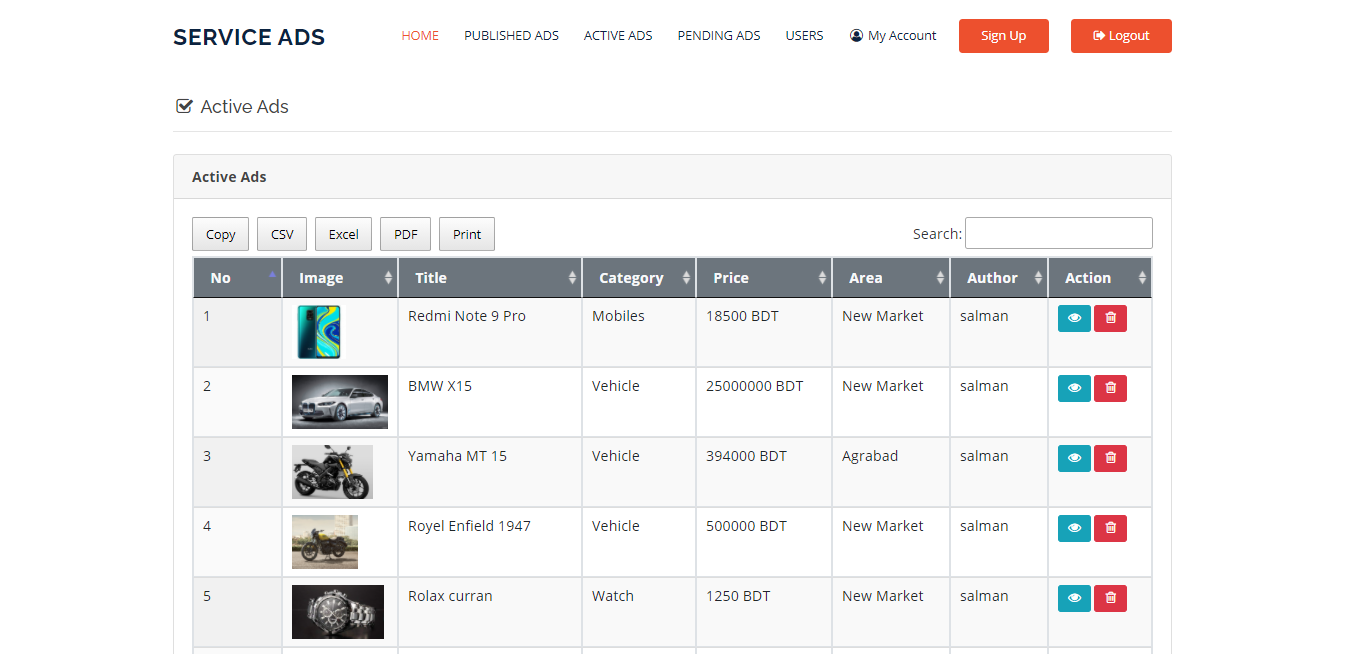 SERVICE ADS HOME PUBLISHED ADS ACTIVE ADS PENDING ADS USERS My Account Sign Up Logout
Active Ads
Active Ads
Copy CSV Excel PDF Print Search:
No Image Title Category Price Area Author Action
1 Redmi Note 9 Pro Mobiles 18500 BDT New Market salman
2 BMW X15 Vehicle 25000000 BDT New Market salman
3 Yamaha MT 15 Vehicle 394000 BDT Agrabad salman
4 Royel Enfield 1947 Vehicle 500000 BDT New Market salman
5 Rolax curran Watch 1250 BDT New Market salman